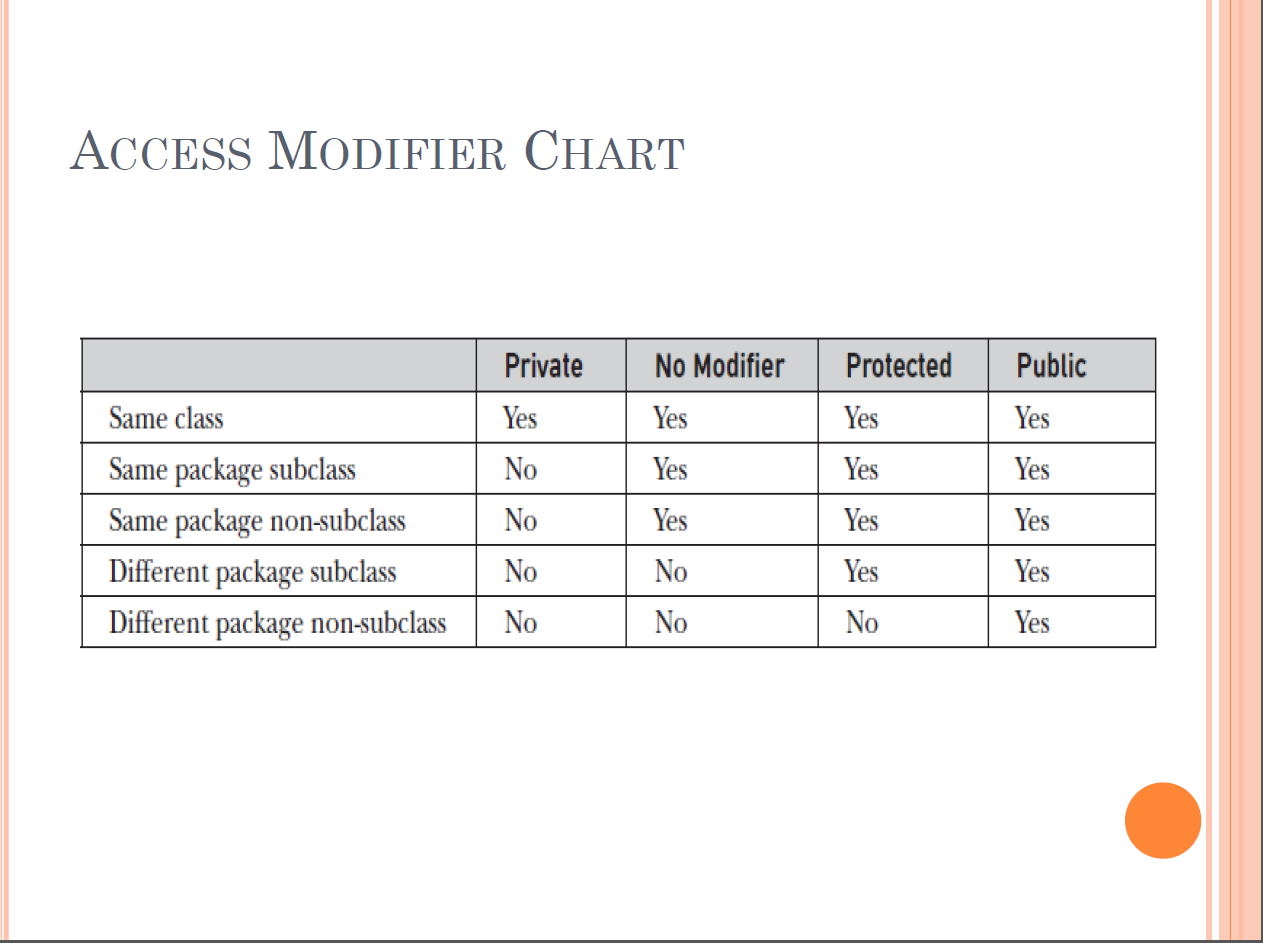 Access Modifier Chart
Private No Modifier Protected Public
Same class Yes Yes Yes Yes
Same package subclass No Yes Yes Yes
Same package non-subclass No Yes Yes Yes
Different package subclass No No Yes Yes
Different package non-subclass No No No Yes